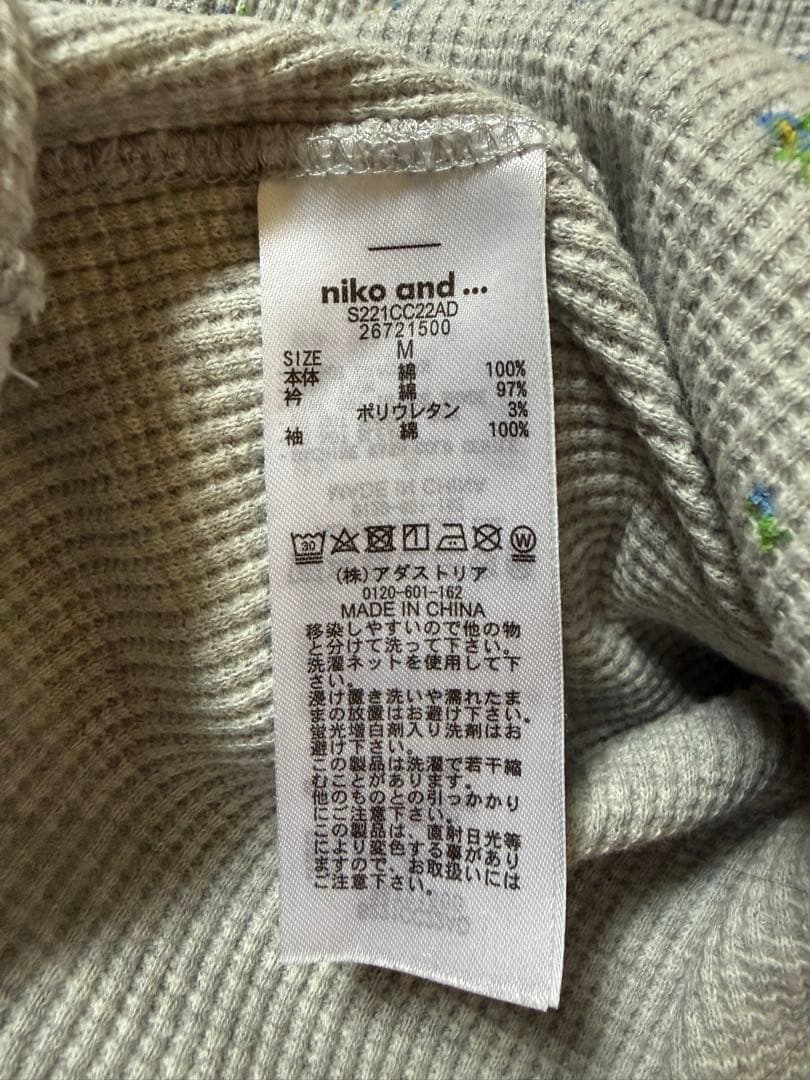 niko and ...
S221CC22AD
26721500
SIZE M
本体 綿 100%
衿 綿 97%
ポリウレタン 3%
袖 綿 100%
MADE IN CHINA
30 W
(株)アダストリア
0120-601-162
MADE IN CHINA
移染しやすいので他の物
と分けて洗って下さい。
洗濯ネットを使用して下
さい。
浸け置き洗いや濡れたま
まの放置はお避け下さい。
蛍光増白剤入り洗剤はお
避け下さい。
この製品は洗濯で若干縮
むことがあります。
他のものとの引っかかり
にご注意下さい。
この製品は、直射日光等
により変色する事があり
ますので、お取扱いには
ご注意下さい。